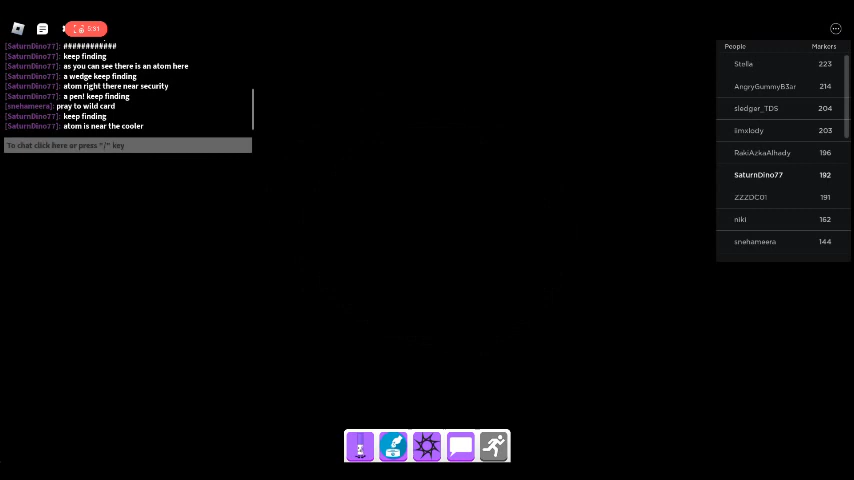 5:31
[SaturnDino77]: ############
[SaturnDino77]: keep finding
[SaturnDino77]: as you can see there is an atom here
[SaturnDino77]: a wedge keep finding
[SaturnDino77]: atom right there near security
[SaturnDino77]: a pen! keep finding
[snehameera]: pray to wild card
[SaturnDino77]: keep finding
[SaturnDino77]: atom is near the cooler
To chat click here or press "/" key
People Markers
Stella 223
AngryGummyB3ar 214
sledger_TDS 204
iimxlody 203
RakiAzkaAlhady 196
SaturnDino77 192
ZZZDC01 191
niki 162
snehameera 144